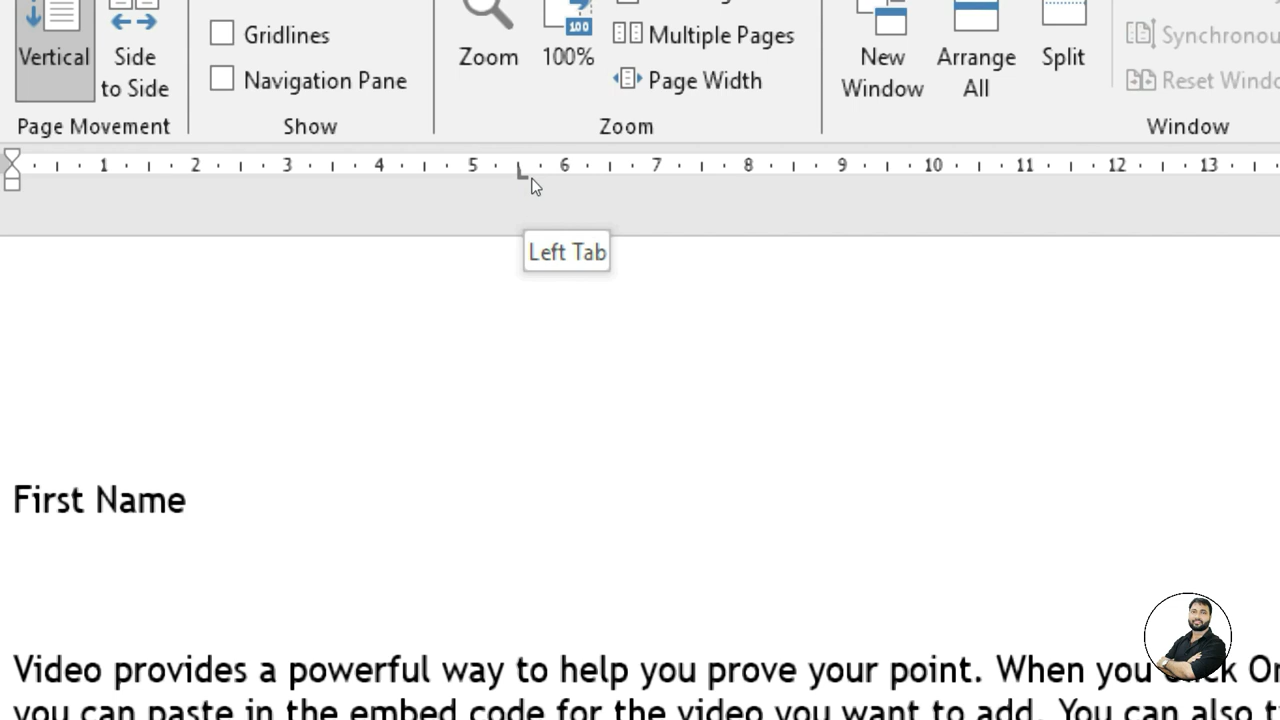 100
Gridlines
Multiple Pages
Synchronou
Vertical
Side
to Side
Navigation Pane
Zoom
100%
Page Width
New
Window
Arrange
All
Split
Reset Windo
Page Movement
Show
Zoom
Window
1 2 3 4 5 6 7 8 9 10 11 12 13
Left Tab
First Name
Video provides a powerful way to help you prove your point. When you click On
you can paste in the embed code for the video you want to add. You can also t